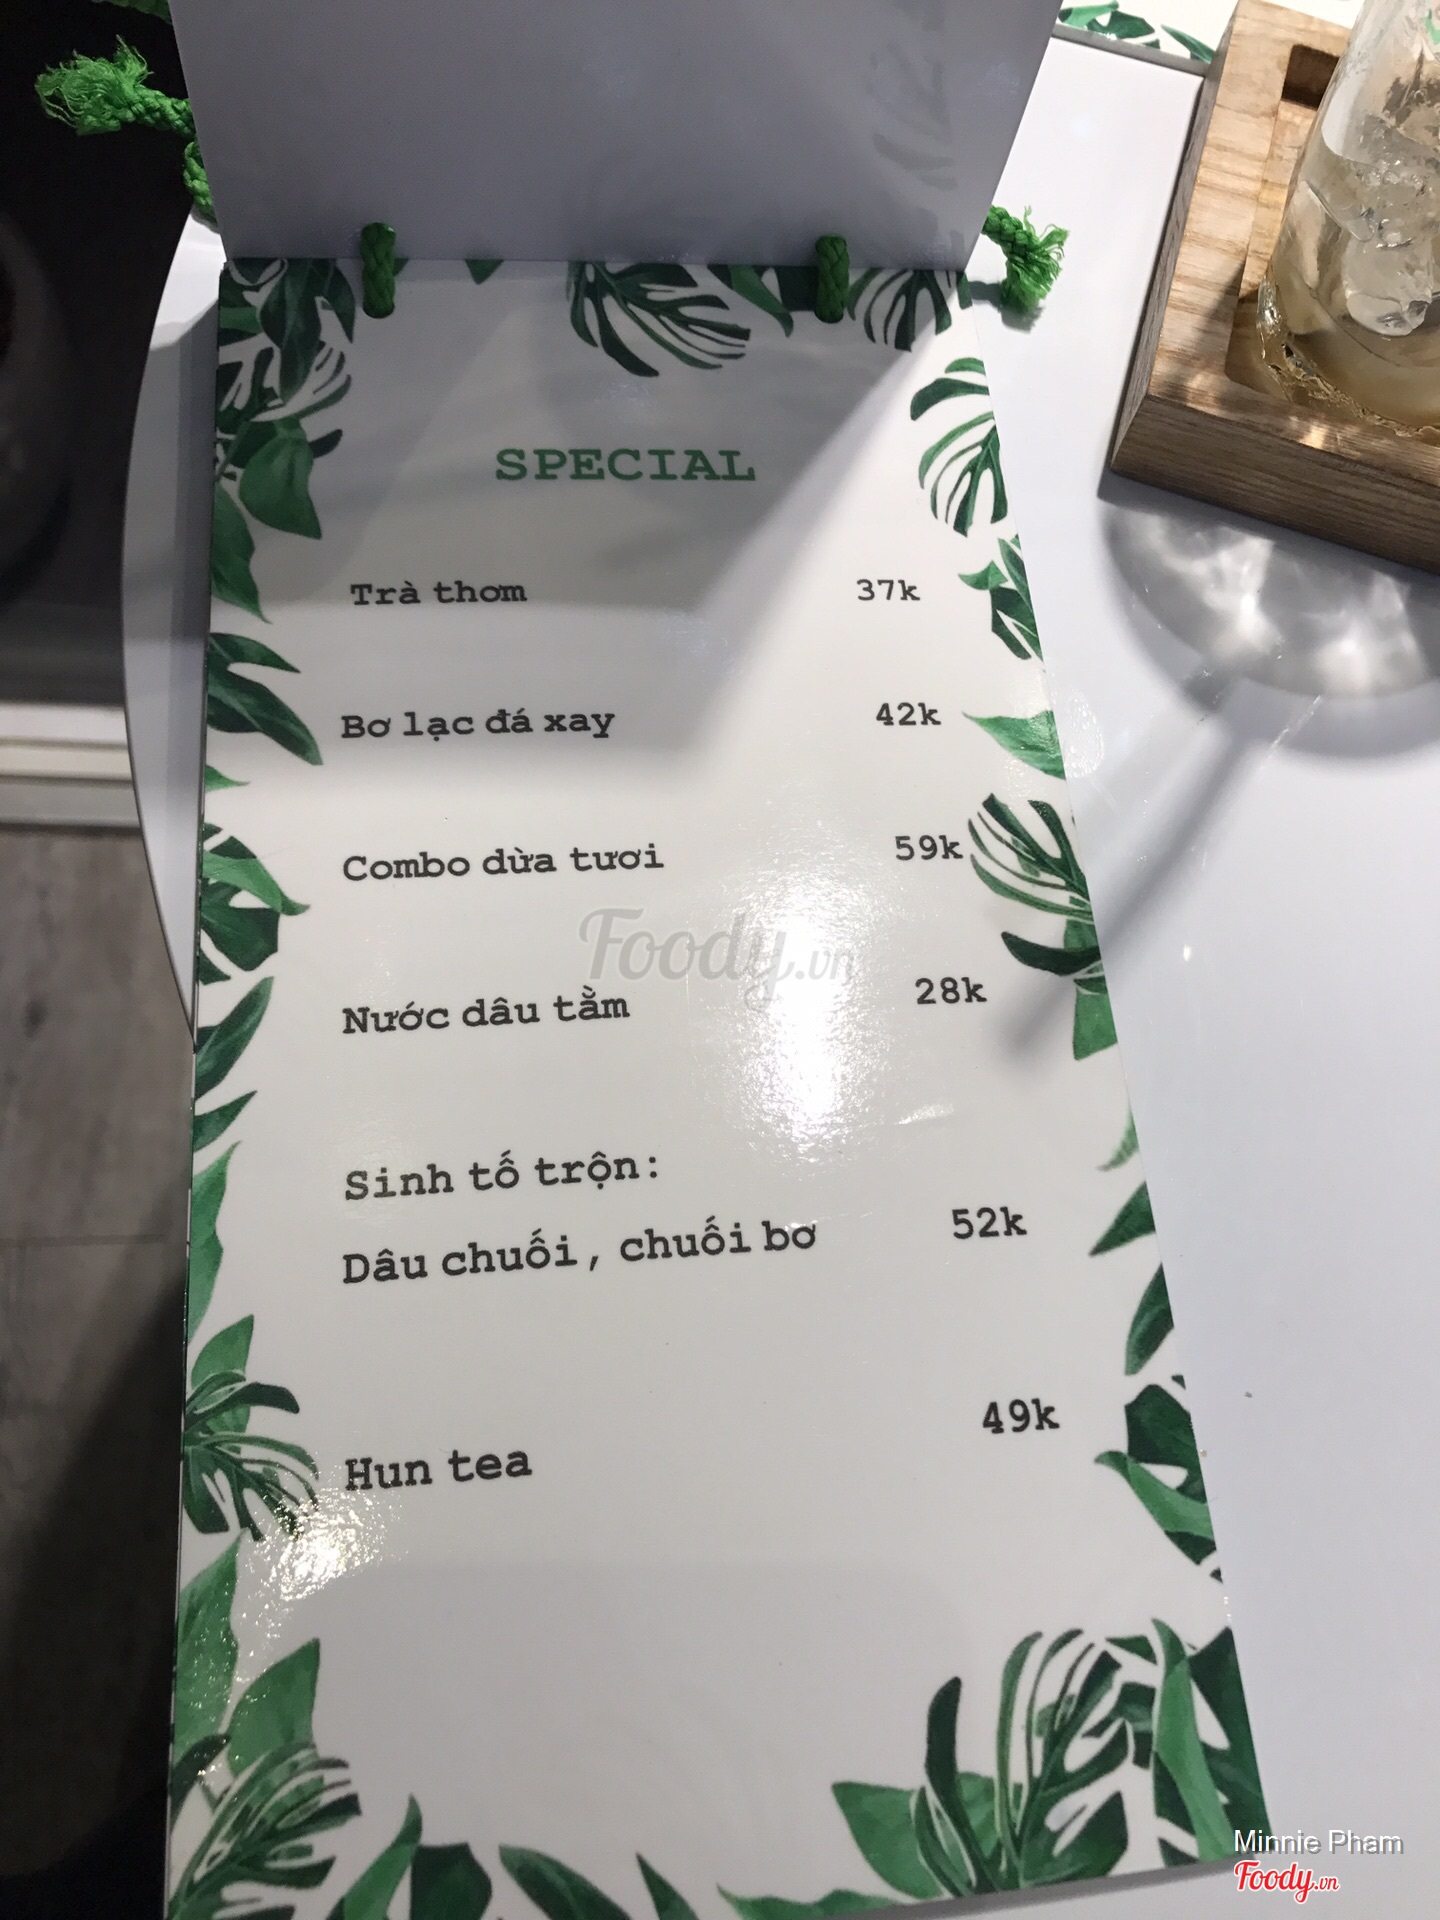 SPECIAL
Trà thơm 37k
Bơ lạc đá xay 42k
Combo dừa tươi 59k
Foody.vn
Nước dâu tằm 28k
Sinh tố trộn:
Dâu chuối, chuối bơ 52k
Hun tea 49k
Minnie Pham
Foody.vn